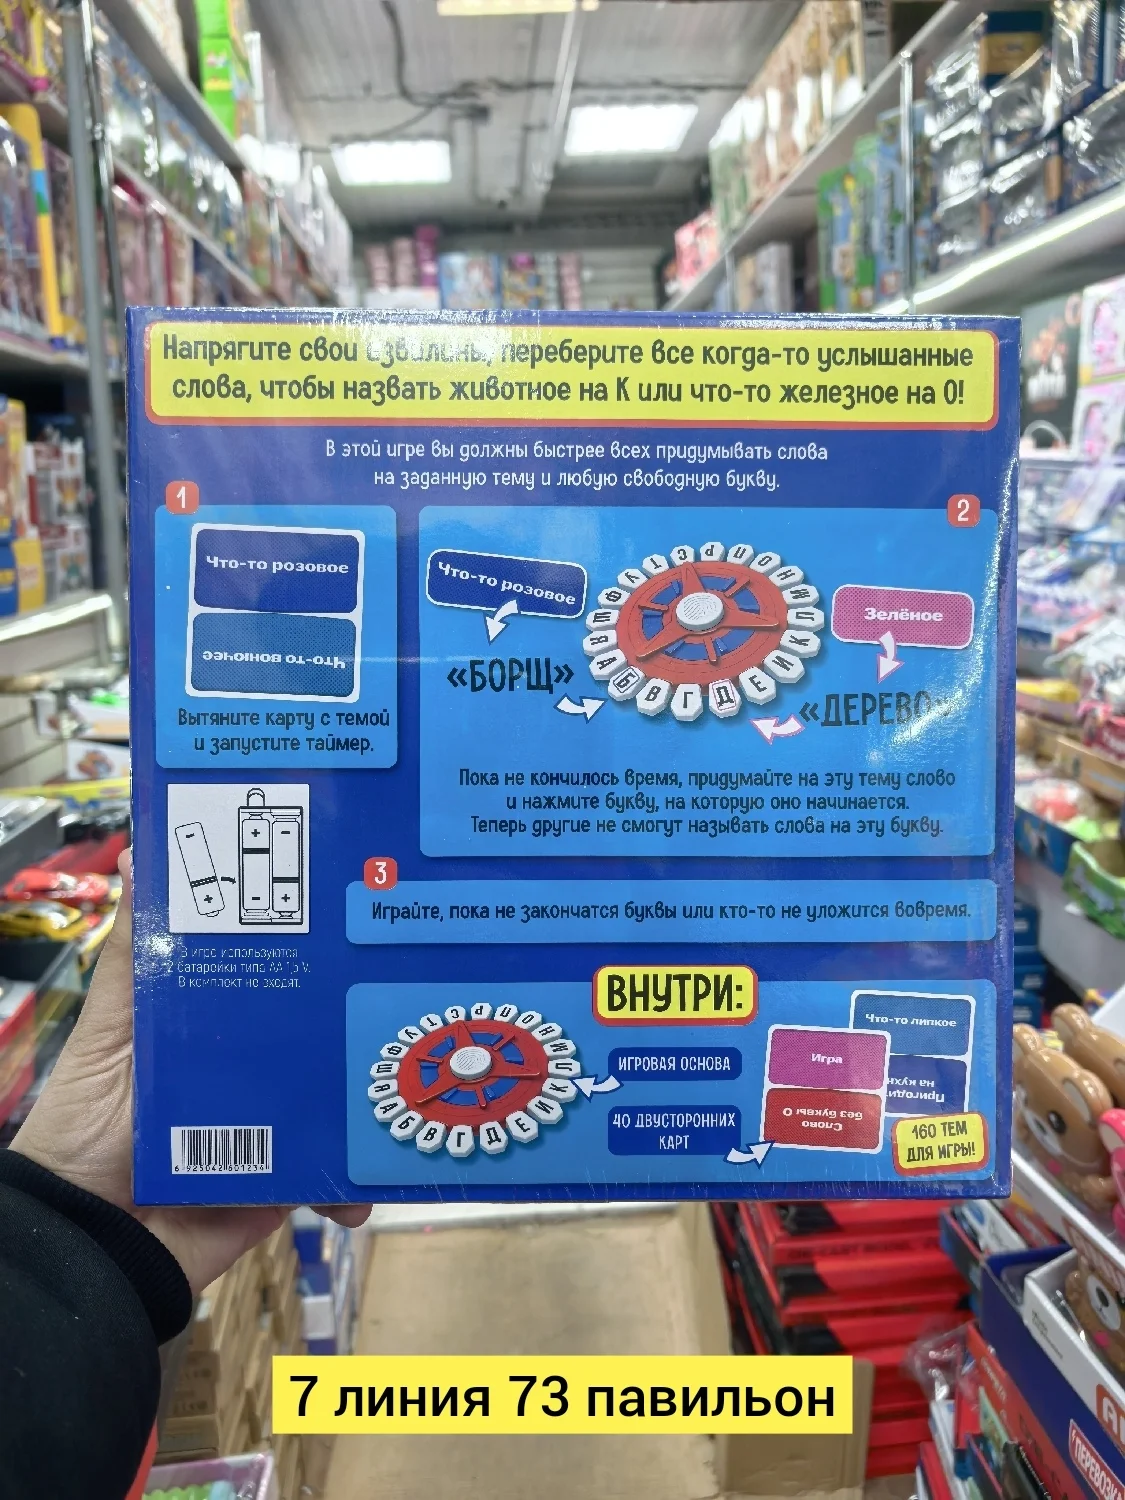 Напрягите свои извилины, переберите все когда-то услышанные
слова, чтобы назвать животное на К или что-то железное на О!
В этой игре вы должны быстрее всех придумывать слова
на заданную тему и любую свободную букву.
1
Что-то розовое
Что-то вонючее
Вытяните карту с темой
и запустите таймер.
2
Что-то розовое
«БОРЩ»
Зелёное
«ДЕРЕВО»
А Б В Г Д Е И К Л М Н О П Р С Т У Ф Ш Я
Пока не кончилось время, придумайте на эту тему слово
и нажмите букву, на которую оно начинается.
Теперь другие не смогут называть слова на эту букву.
3
Играйте, пока не закончатся буквы или кто-то не уложится вовремя.
В игре используются
2 батарейки типа АА 1,5 V.
В комплект не входят.
ВНУТРИ:
А Б В Г Д Е И К Л М Н О П Р С Т У Ф Ш Я
ИГРОВАЯ ОСНОВА
40 ДВУСТОРОННИХ
КАРТ
Что-то липкое
на кухне
Игра
Слово
без буквы О
160 ТЕМ
ДЛЯ ИГРЫ!
6 925042 601234
7 линия 73 павильон